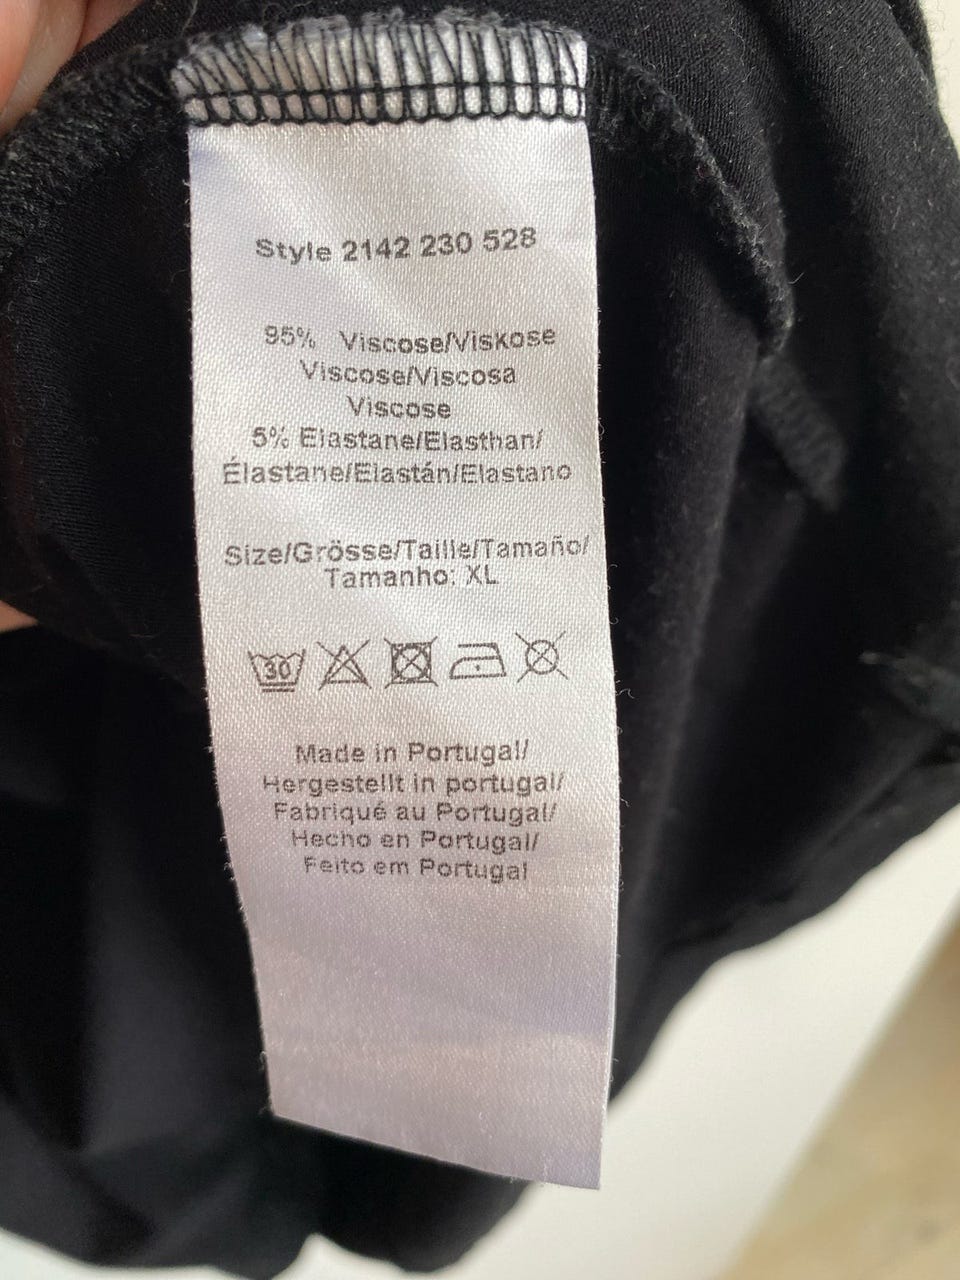 Style 2142 230 528
95% Viscose/Viskose
Viscose/Viscosa
Viscose
5% Elastane/Elasthan/
Élastane/Elastán/Elastano
Size/Grösse/Taille/Tamaño/
Tamanho: XL
30
Made in Portugal/
Hergestellt in portugal/
Fabriqué au Portugal/
Hecho en Portugal/
Feito em Portugal